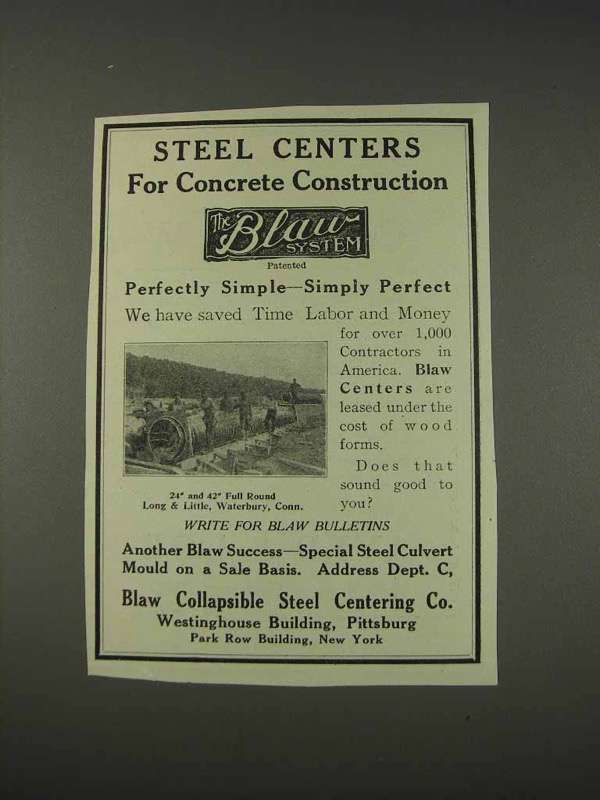 STEEL CENTERS
For Concrete Construction
The Blaw
SYSTEM
Patented
Perfectly Simple—Simply Perfect
We have saved Time Labor and Money
for over 1,000
Contractors in
America. Blaw
Centers are
leased under the
cost of wood
forms.
Does that
sound good to
you?
24" and 42" Full Round
Long & Little, Waterbury, Conn.
WRITE FOR BLAW BULLETINS
Another Blaw Success—Special Steel Culvert
Mould on a Sale Basis. Address Dept. C,
Blaw Collapsible Steel Centering Co.
Westinghouse Building, Pittsburg
Park Row Building, New York